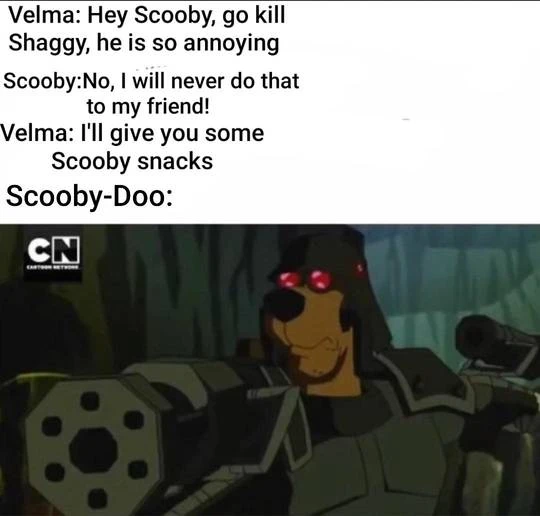 Velma: Hey Scooby, go kill
Shaggy, he is so annoying
Scooby:No, I will never do that
to my friend!
Velma: I'll give you some
Scooby snacks
Scooby-Doo:
CN
CARTOON NETWORK